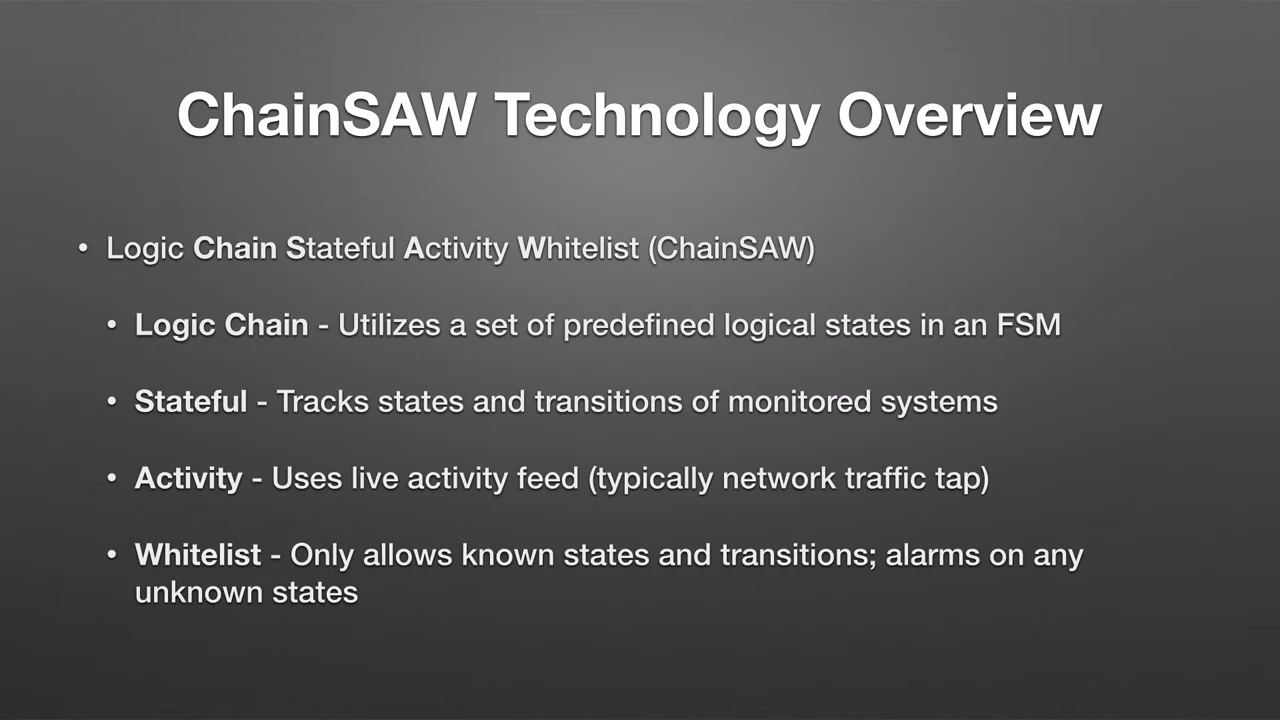 ChainSAW Technology Overview
• Logic Chain Stateful Activity Whitelist (ChainSAW)
• Logic Chain - Utilizes a set of predefined logical states in an FSM
• Stateful - Tracks states and transitions of monitored systems
• Activity - Uses live activity feed (typically network traffic tap)
• Whitelist - Only allows known states and transitions; alarms on any
unknown states